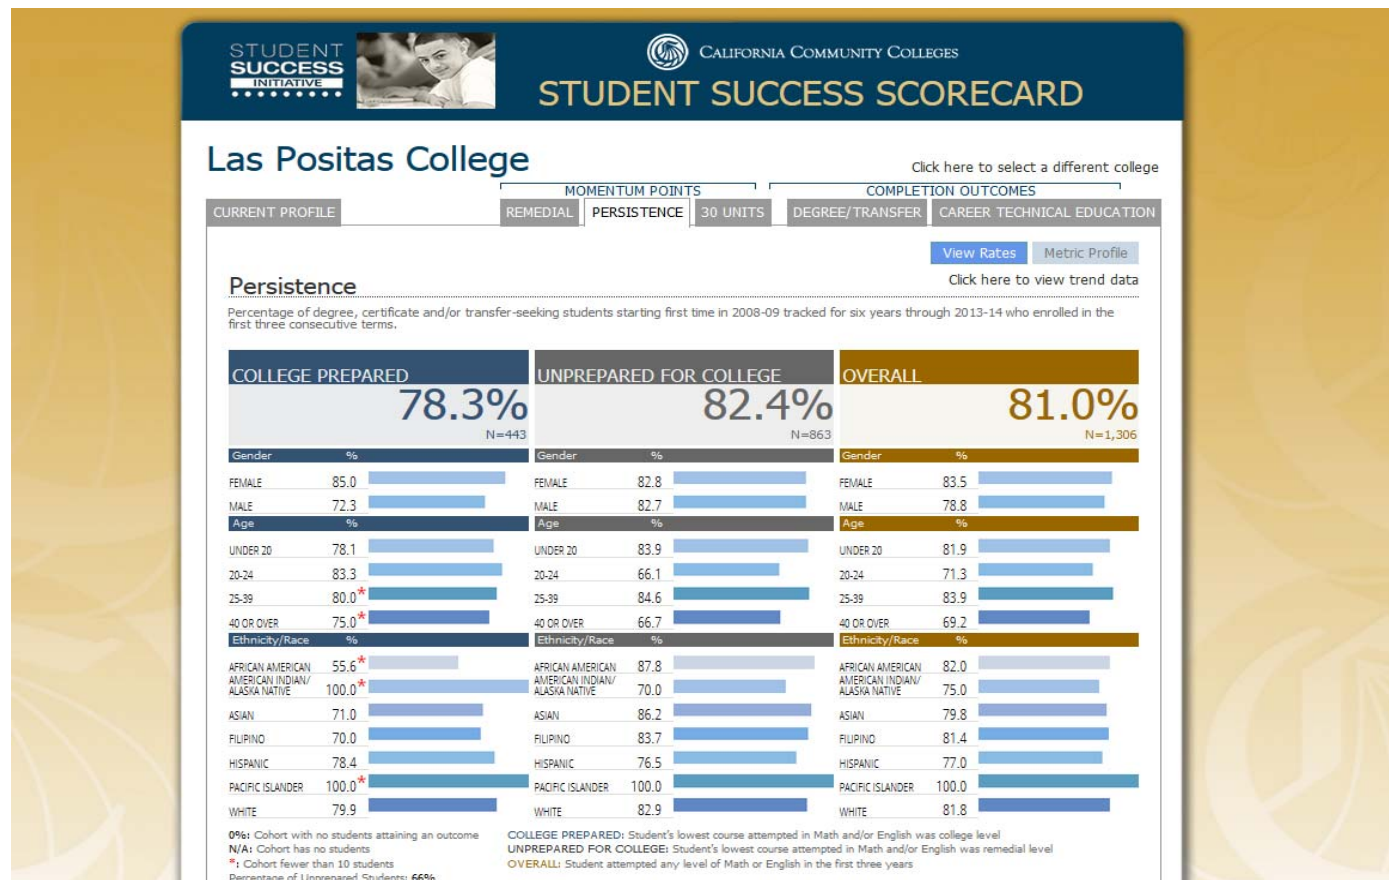 STUDENT
SUCCESS
INITIATIVE
CALIFORNIA COMMUNITY COLLEGES
STUDENT SUCCESS SCORECARD
Las Positas College
Click here to select a different college
MOMENTUM POINTS COMPLETION OUTCOMES
CURRENT PROFILE REMEDIAL PERSISTENCE 30 UNITS DEGREE/TRANSFER CAREER TECHNICAL EDUCATION
View Rates Metric Profile
Persistence
Click here to view trend data
Percentage of degree, certificate and/or transfer-seeking students starting first time in 2008-09 tracked for six years through 2013-14 who enrolled in the
first three consecutive terms.
COLLEGE PREPARED UNPREPARED FOR COLLEGE OVERALL
78.3% 82.4% 81.0%
N=443 N=863 N=1,306
Gender % Gender % Gender %
FEMALE 85.0 FEMALE 82.8 FEMALE 83.5
MALE 72.3 MALE 82.7 MALE 78.8
Age % Age % Age %
UNDER 20 78.1 UNDER 20 83.9 UNDER 20 81.9
20-24 83.3 20-24 66.1 20-24 71.3
25-39 80.0* 25-39 84.6 25-39 83.9
40 OR OVER 75.0* 40 OR OVER 66.7 40 OR OVER 69.2
Ethnicity/Race % Ethnicity/Race % Ethnicity/Race %
AFRICAN AMERICAN 55.6* AFRICAN AMERICAN 87.8 AFRICAN AMERICAN 82.0
AMERICAN INDIAN/ AMERICAN INDIAN/ AMERICAN INDIAN/
ALASKA NATIVE 100.0* ALASKA NATIVE 70.0 ALASKA NATIVE 75.0
ASIAN 71.0 ASIAN 86.2 ASIAN 79.8
FILIPINO 70.0 FILIPINO 83.7 FILIPINO 81.4
HISPANIC 78.4 HISPANIC 76.5 HISPANIC 77.0
PACIFIC ISLANDER 100.0* PACIFIC ISLANDER 100.0 PACIFIC ISLANDER 100.0
WHITE 79.9 WHITE 82.9 WHITE 81.8
0%: Cohort with no students attaining an outcome COLLEGE PREPARED: Student's lowest course attempted in Math and/or English was college level
N/A: Cohort has no students UNPREPARED FOR COLLEGE: Student's lowest course attempted in Math and/or English was remedial level
*: Cohort fewer than 10 students OVERALL: Student attempted any level of Math or English in the first three years
Percentage of Unprepared Students: 66%